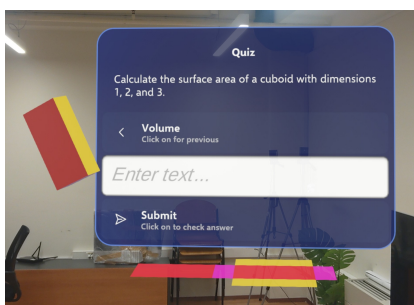 Quiz
Calculate the surface area of a cuboid with dimensions
1, 2, and 3.
Volume
Click on for previous
Enter text...
Submit
Click on to check answer